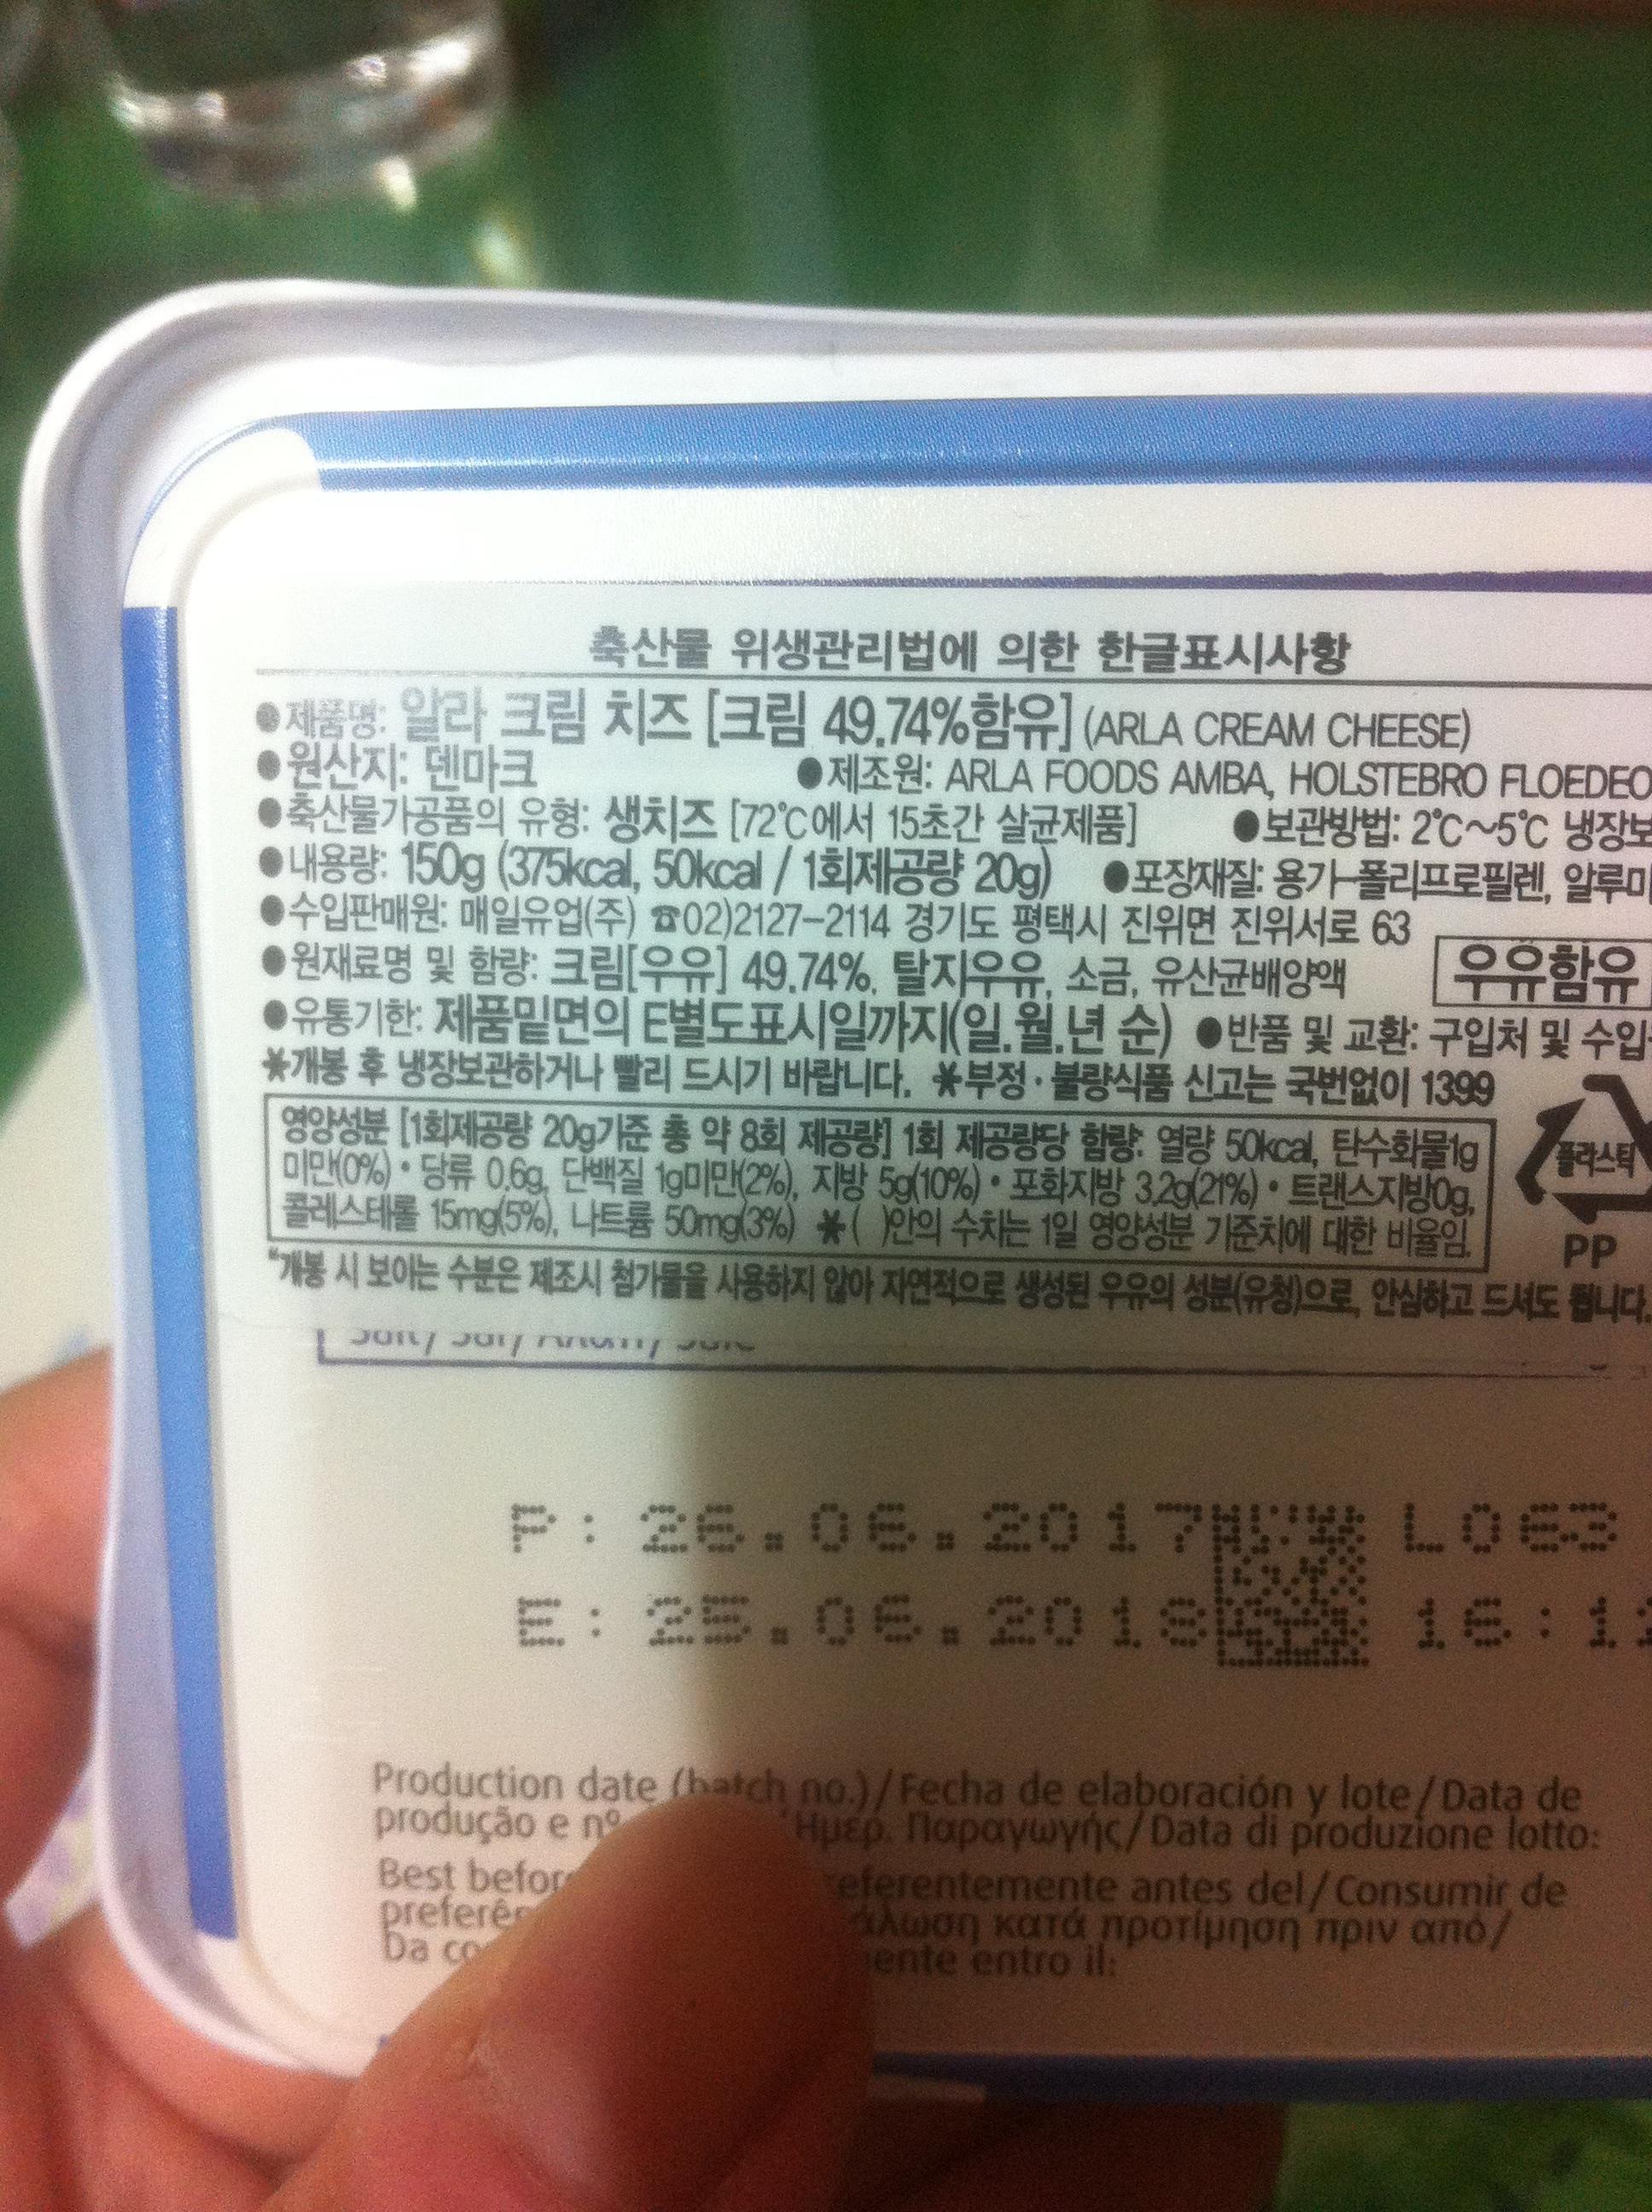 축산물 위생관리법에 의한 한글표시사항
●제품명: 알라 크림 치즈 [크림 49.74%함유] (ARLA CREAM CHEESE)
●원산지: 덴마크 ●제조원: ARLA FOODS AMBA, HOLSTEBRO FLOEDEO
●축산물가공품의 유형: 생치즈 [72℃에서 15초간 살균제품] ●보관방법: 2℃~5℃ 냉장보
●내용량: 150g (375kcal, 50kcal / 1회제공량 20g) ●포장재질: 용기-폴리프로필렌, 알루미
●수입판매원: 매일유업(주) ☎02)2127-2114 경기도 평택시 진위면 진위서로 63
●원재료명 및 함량: 크림[우유] 49.74%, 탈지우유, 소금, 유산균배양액 우유함유
●유통기한: 제품밑면의 E별도표시일까지(일.월.년 순) ●반품 및 교환: 구입처 및 수입
*개봉 후 냉장보관하거나 빨리 드시기 바랍니다. *부정·불량식품 신고는 국번없이 1399
영양성분 [1회제공량 20g기준 총 약 8회 제공량] 1회 제공량당 함량: 열량 50kcal, 탄수화물1g
미만(0%)·당류 0.6g, 단백질 1g미만(2%), 지방 5g(10%)·포화지방 3.2g(21%)·트랜스지방0g,
콜레스테롤 15mg(5%), 나트륨 50mg(3%) *( )안의 수치는 1일 영양성분 기준치에 대한 비율임.
플라스틱
PP
"개봉 시 보이는 수분은 제조시 첨가물을 사용하지 않아 자연적으로 생성된 우유의 성분(유청)으로, 안심하고 드셔도 됩니다.
P: 26.06.2017 L063
E: 25.06.2018 16:11
Production date (batch no.)/Fecha de elaboración y lote/Data de
produção e nº /Ημερ. Παραγωγής/Data di produzione lotto:
Best before eferentemente antes del/Consumir de
preferên άλωση κατά προτίμηση πριν από/
Da co ente entro il: